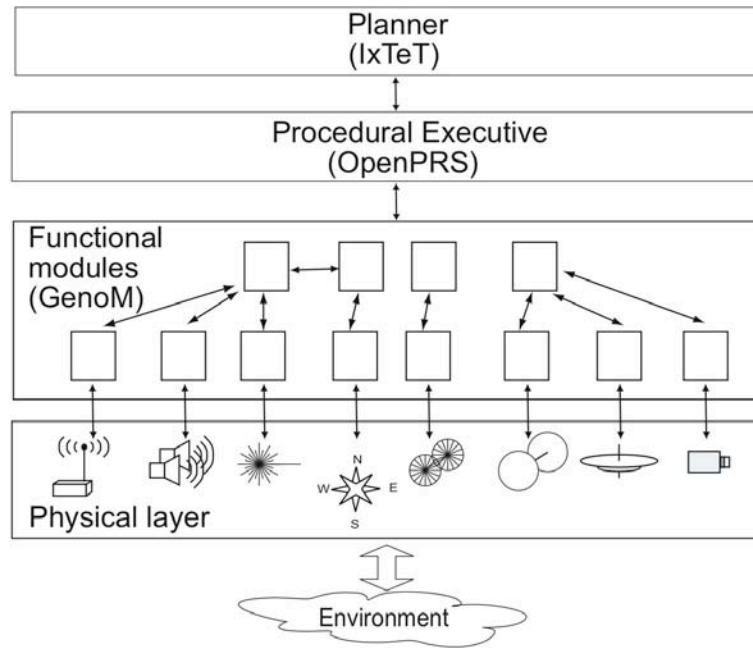 Planner
(IxTeT)
Procedural Executive
(OpenPRS)
Functional
modules
(GenoM)
N
W E
S
Physical layer
Environment